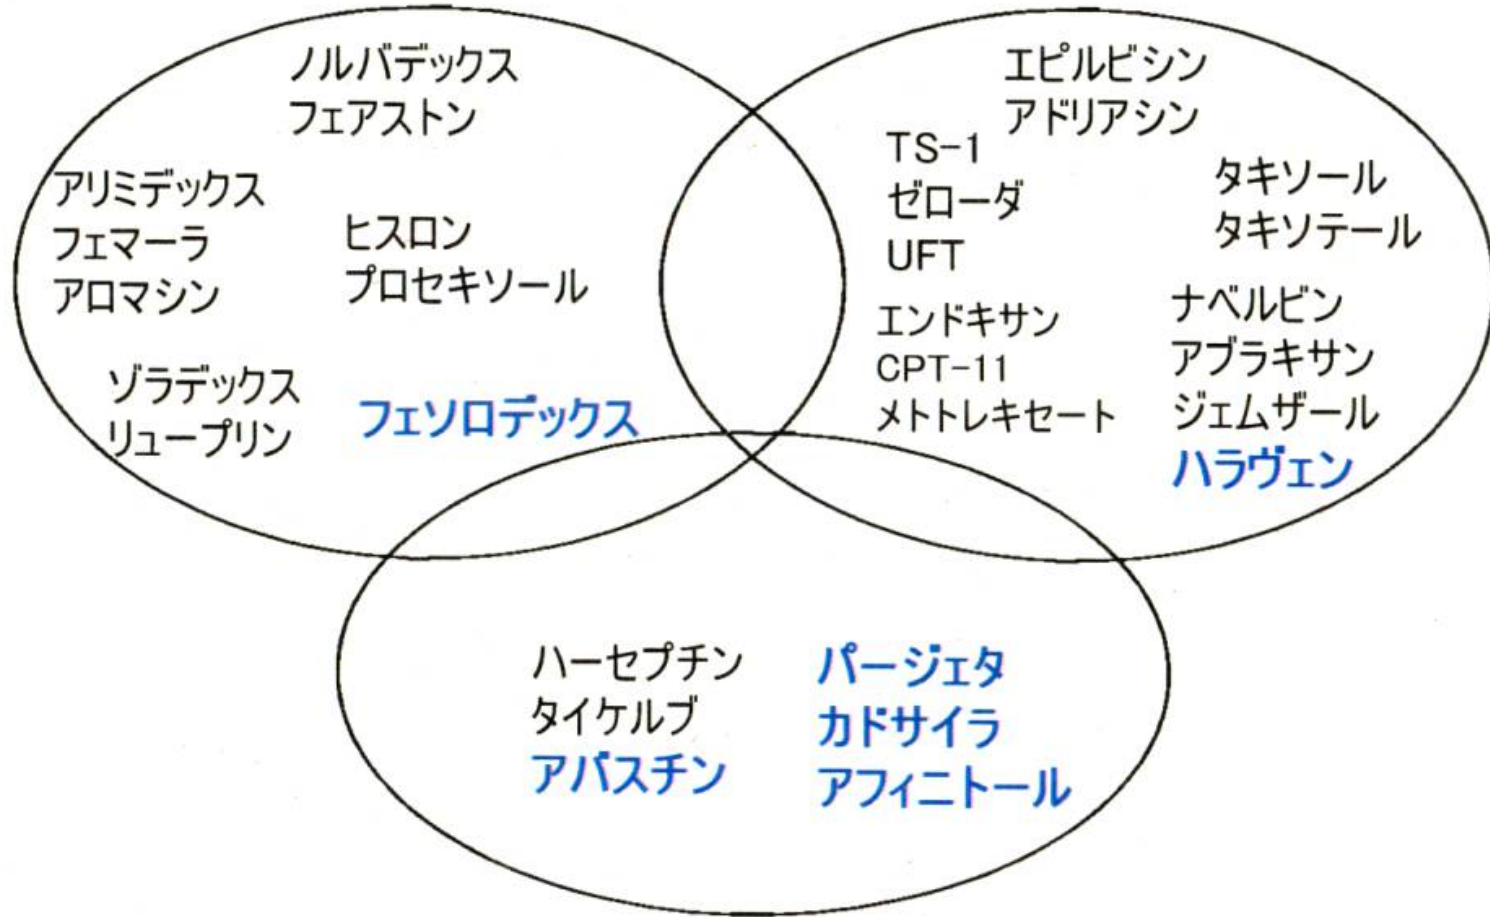 ノルバデックス
フェアストン
アリミデックス
フェマーラ
アロマシン
ヒスロン
プロセキソール
ゾラデックス
リュープリン
フェソロデックス
エピルビシン
アドリアシン
TS-1
ゼローダ
UFT
タキソール
タキソテール
エンドキサン
CPT-11
メトトレキセート
ナベルビン
アブラキサン
ジェムザール
ハラヴェン
ハーセプチン
タイケルブ
アバスチン
パージェタ
カドサイラ
アフィニトール